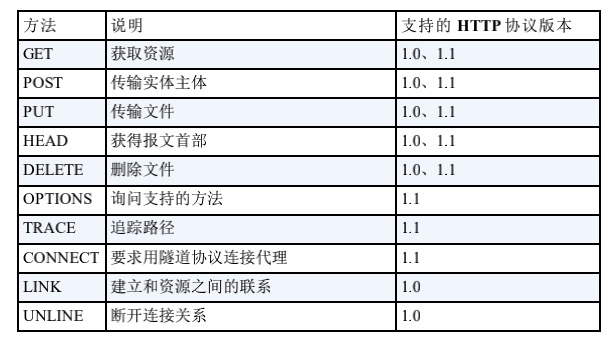 方法 说明 支持的 HTTP 协议版本
GET 获取资源 1.0、1.1
POST 传输实体主体 1.0、1.1
PUT 传输文件 1.0、1.1
HEAD 获得报文首部 1.0、1.1
DELETE 删除文件 1.0、1.1
OPTIONS 询问支持的方法 1.1
TRACE 追踪路径 1.1
CONNECT 要求用隧道协议连接代理 1.1
LINK 建立和资源之间的联系 1.0
UNLINE 断开连接关系 1.0